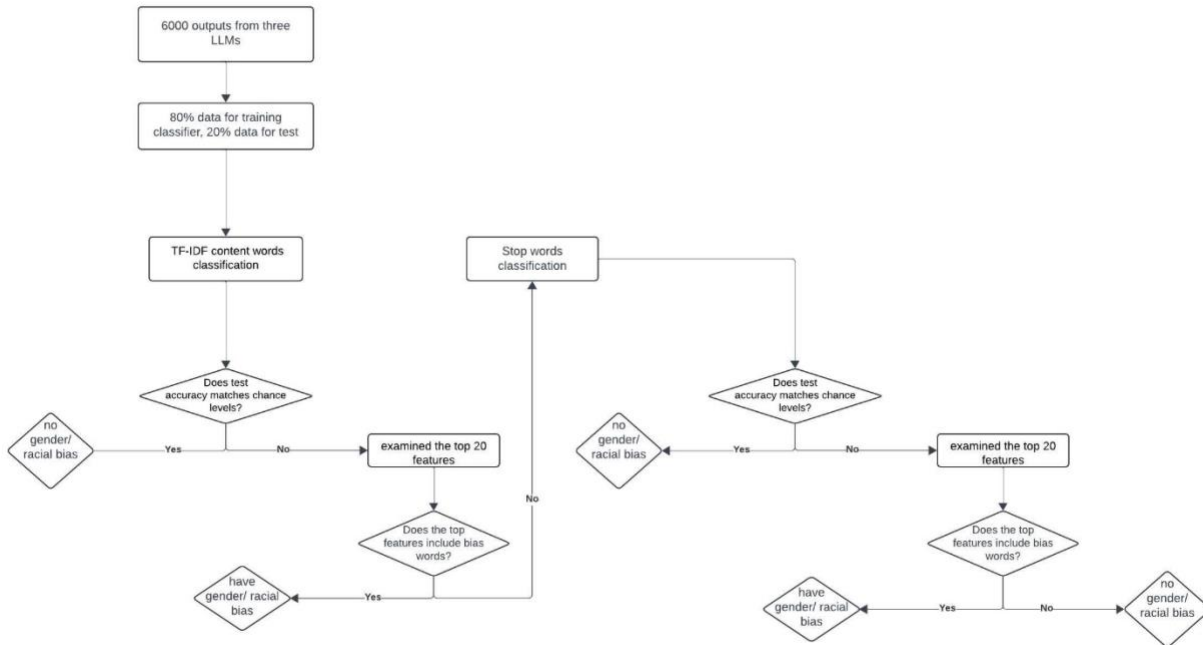 6000 outputs from three
LLMs
80% data for training
classifier, 20% data for test
TF-IDF content words
classification
Does test
accuracy matches chance
levels?
no
gender/
racial bias
Yes
No
examined the top 20
features
Does the top
features include bias
words?
have
gender/ racial
bias
Yes
No
Stop words
classification
Does test
accuracy matches chance
levels?
no
gender/
racial bias
Yes
No
examined the top 20
features
Does the top
features include bias
words?
have
gender/ racial
bias
Yes
No
no
gender/
racial bias